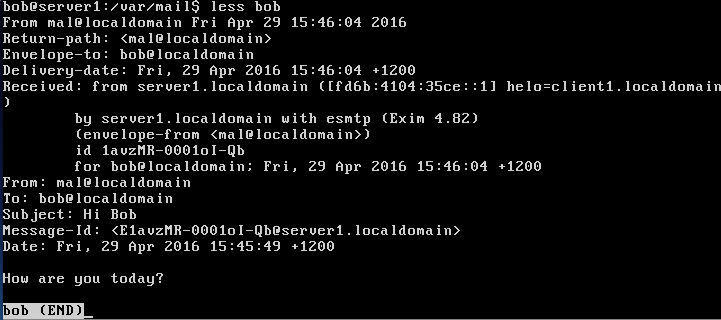 bob@server1:/var/mail$ less bob
From mal@localdomain Fri Apr 29 15:46:04 2016
Return-path: <mal@localdomain>
Envelope-to: bob@localdomain
Delivery-date: Fri, 29 Apr 2016 15:46:04 +1200
Received: from server1.localdomain ([fd6b:4104:35ce::1] helo=client1.localdomain
)
        by server1.localdomain with esmtp (Exim 4.82)
        (envelope-from <mal@localdomain>)
        id 1avzMR-0001oI-Qb
        for bob@localdomain; Fri, 29 Apr 2016 15:46:04 +1200
From: mal@localdomain
To: bob@localdomain
Subject: Hi Bob
Message-Id: <E1avzMR-0001oI-Qb@server1.localdomain>
Date: Fri, 29 Apr 2016 15:45:49 +1200

How are you today?

bob (END)